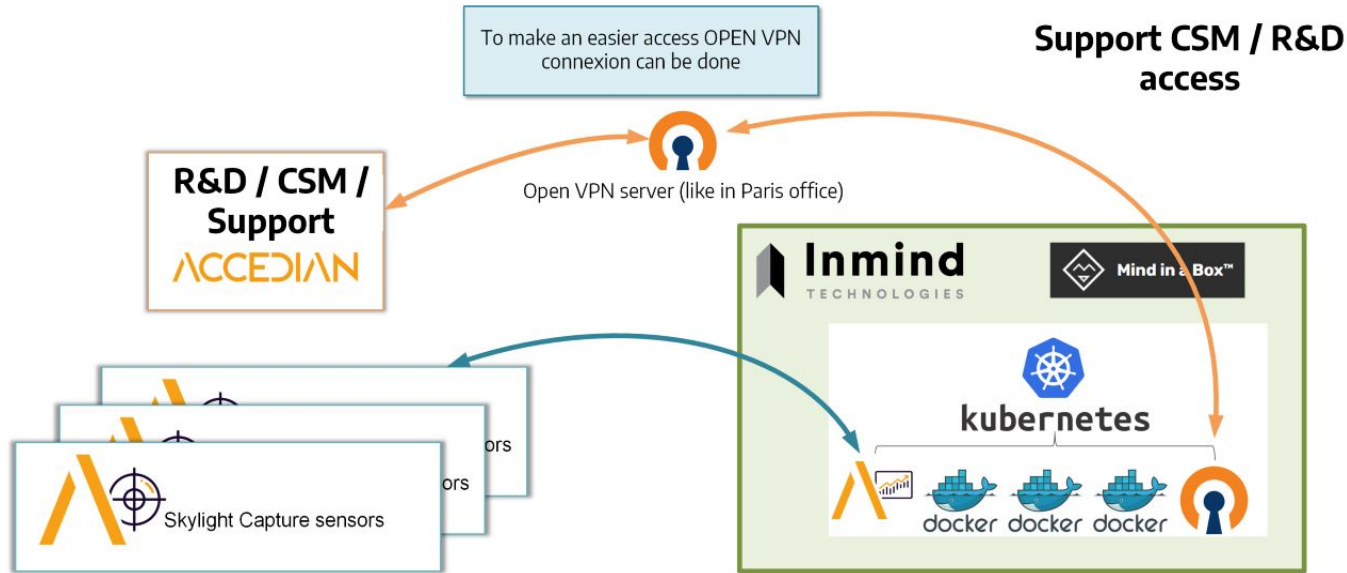 To make an easier access OPEN VPN
connexion can be done
Support CSM / R&D
access
R&D / CSM /
Support
ACCEDIAN
Open VPN server (like in Paris office)
Inmind
TECHNOLOGIES
Mind in a Box™
kubernetes
ors
ors
Skylight Capture sensors
docker
docker
docker